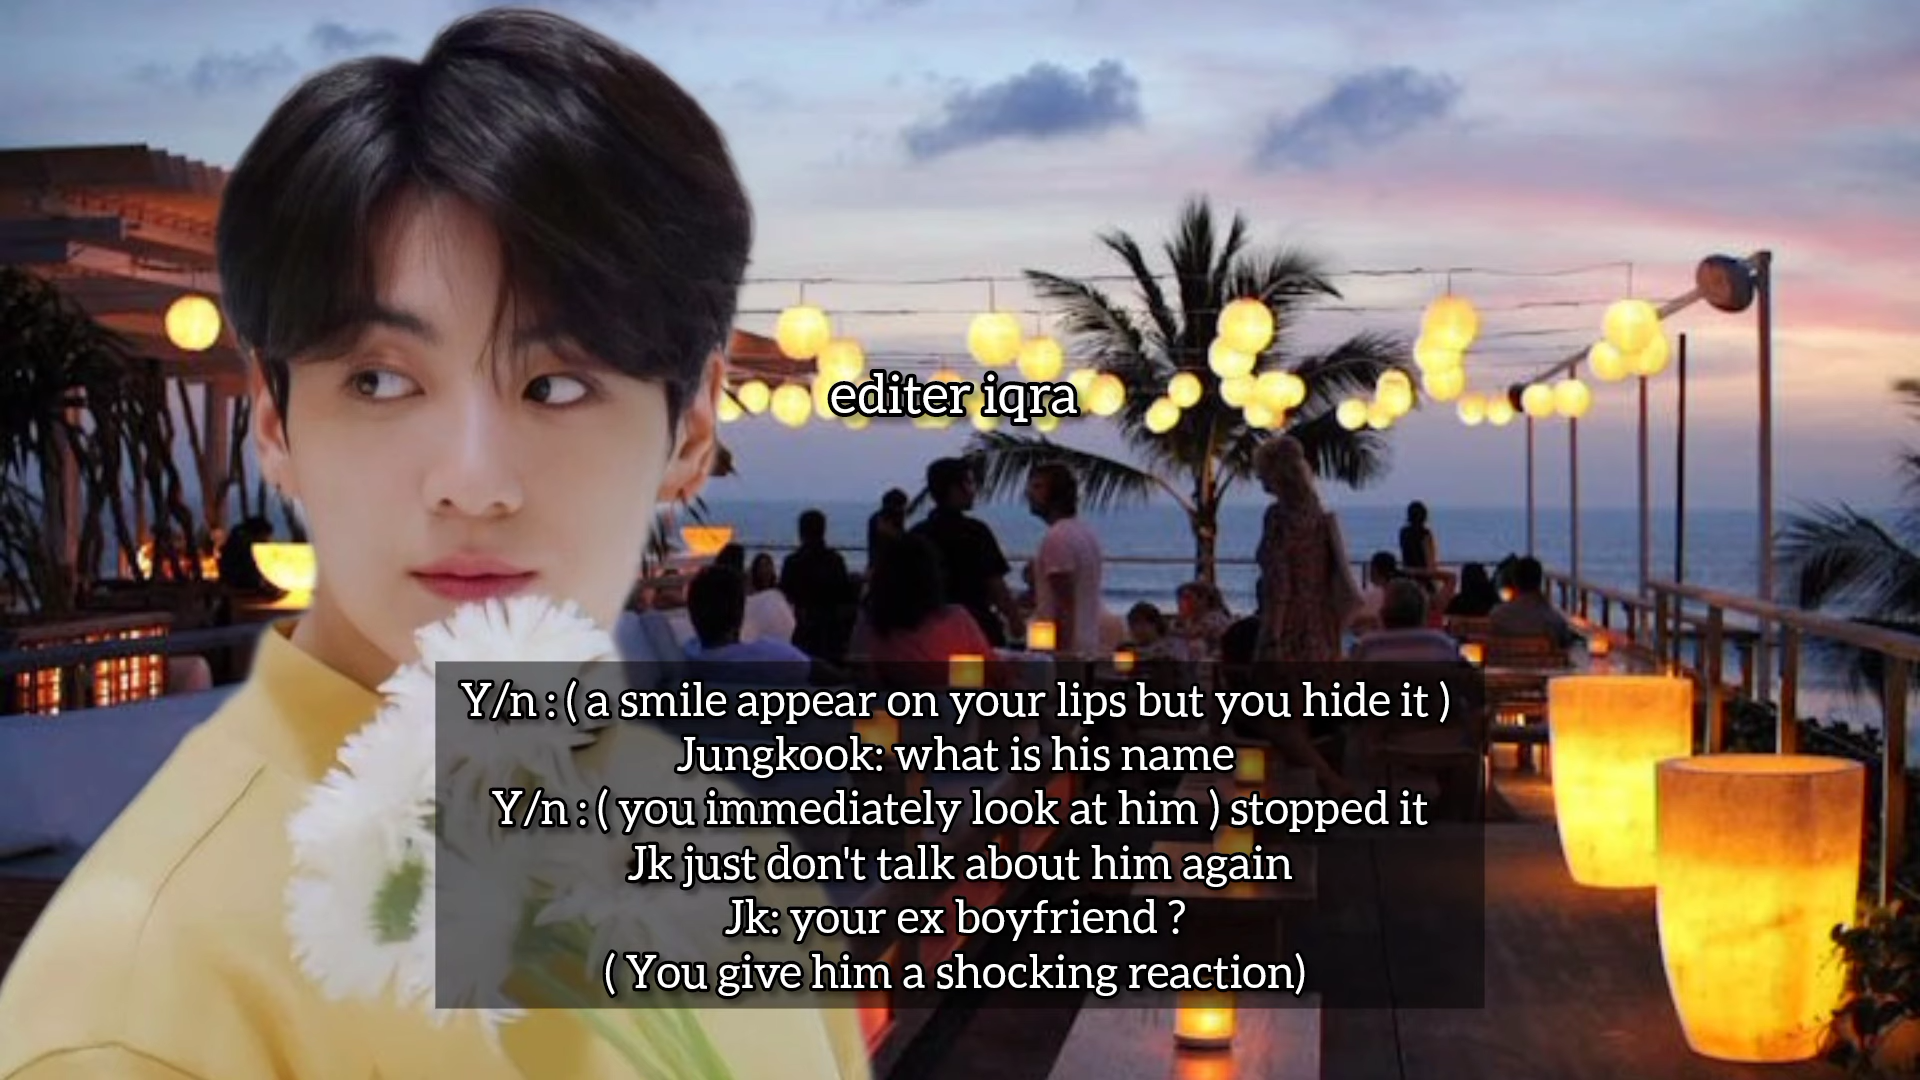 editer iqra
Y/n : ( a smile appear on your lips but you hide it )
Jungkook: what is his name
Y/n : ( you immediately look at him ) stopped it
Jk just don't talk about him again
Jk: your ex boyfriend ?
( You give him a shocking reaction)